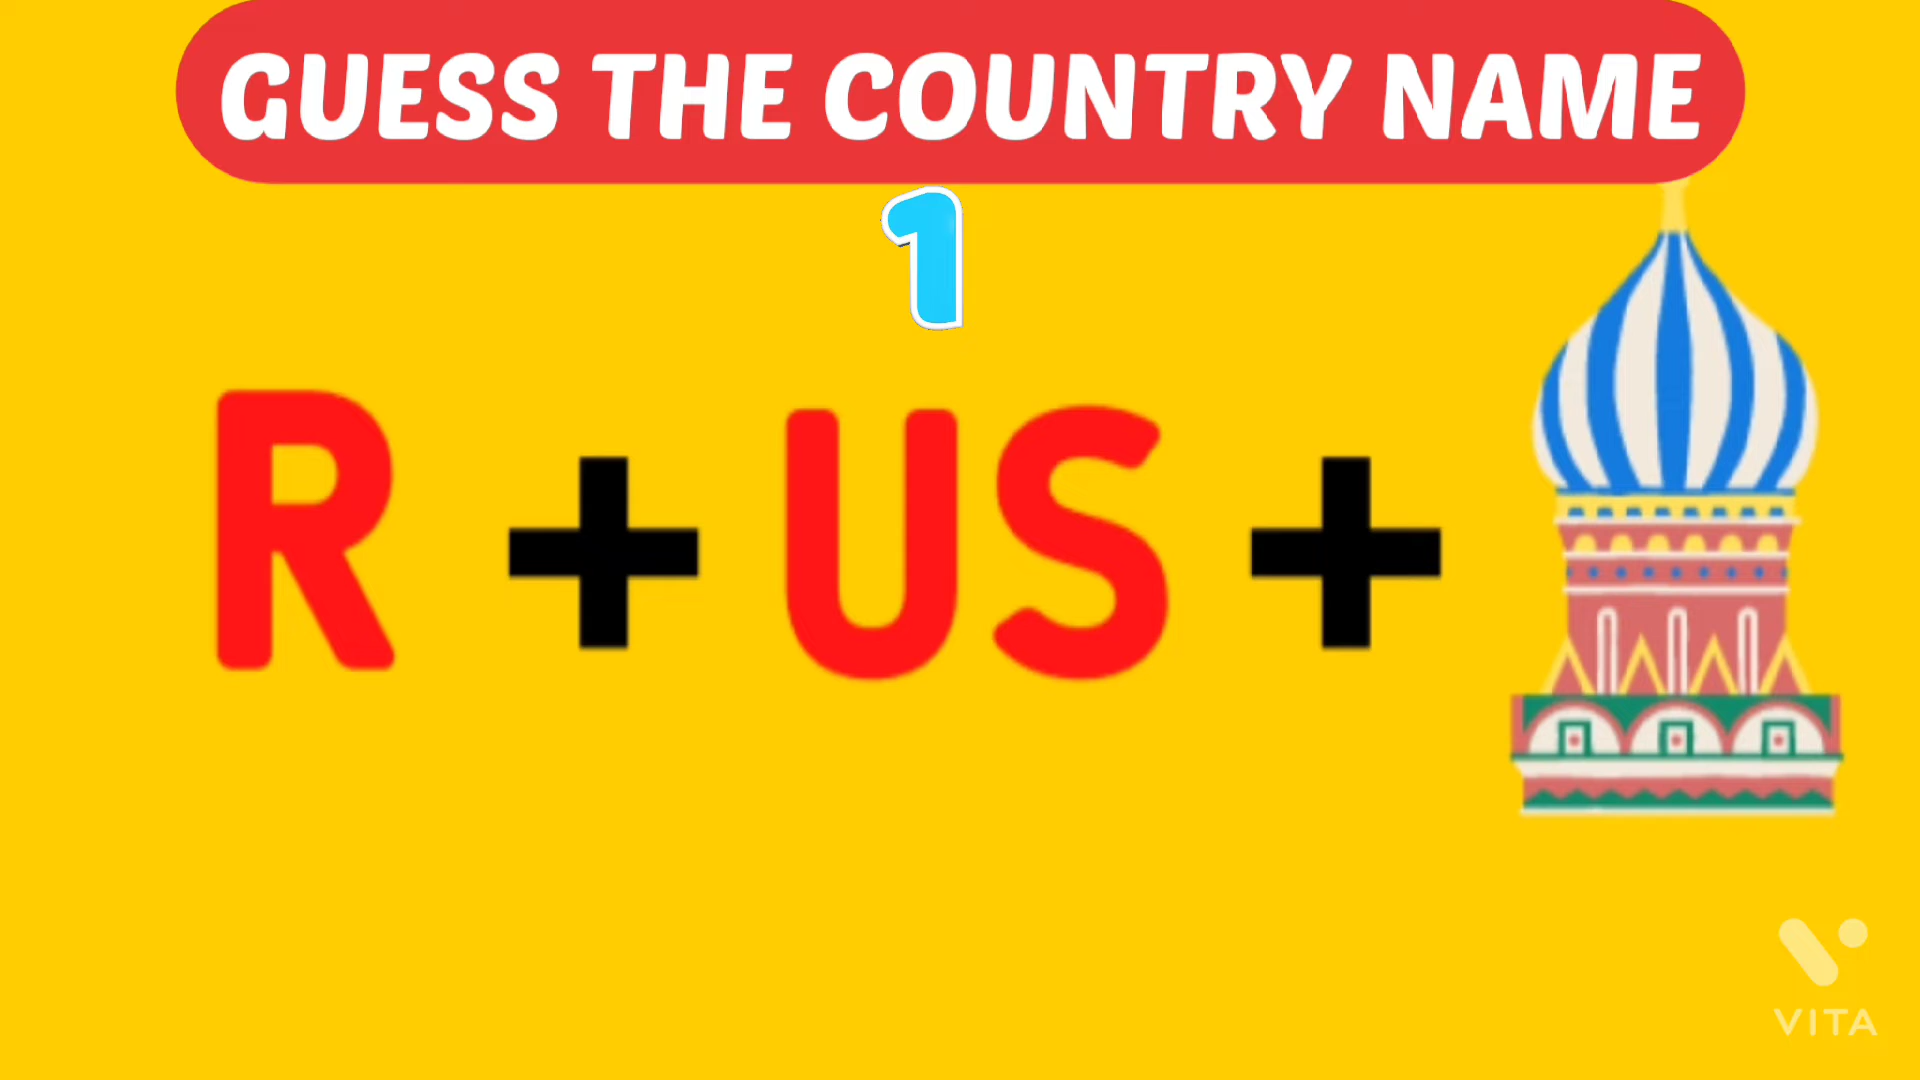 GUESS THE COUNTRY NAME
1
R + US +
VITA